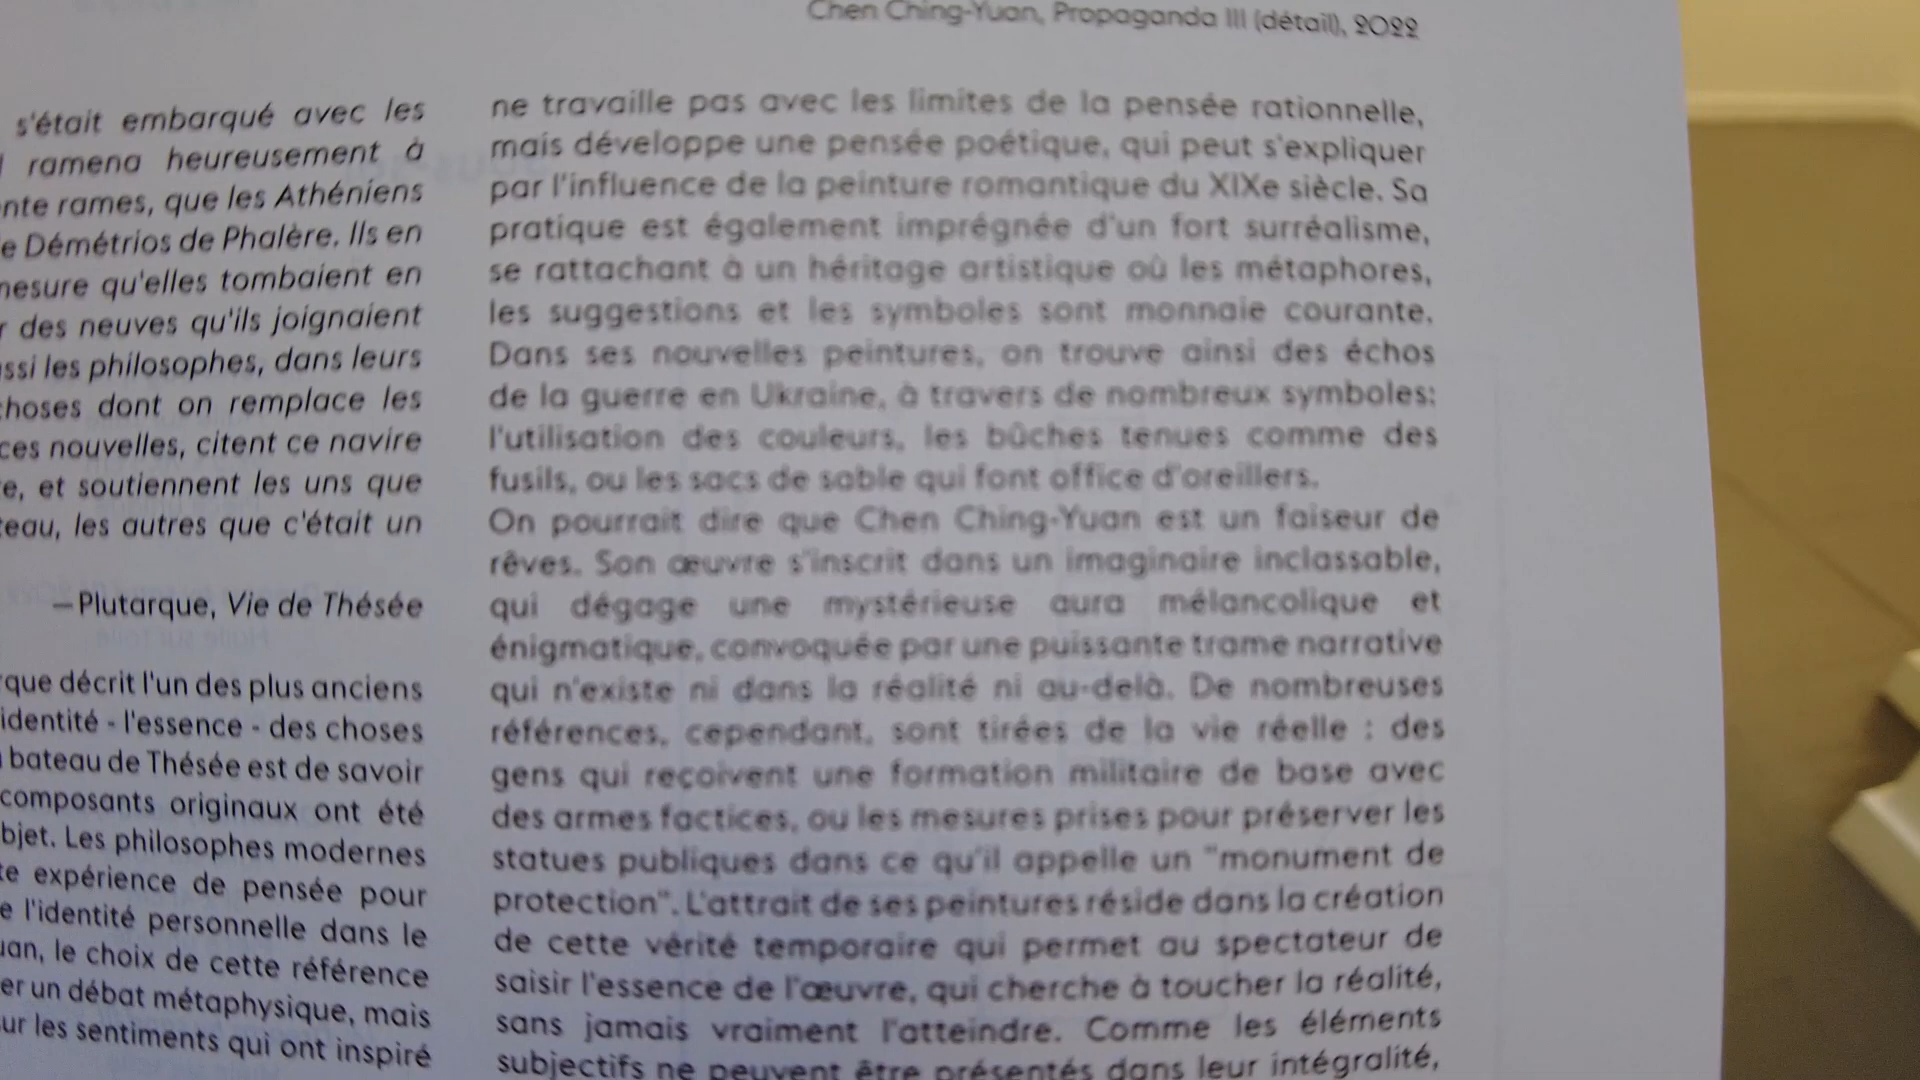 Chen Ching-Yuan, Propaganda III (détail), 2022
s'était embarqué avec les
ramena heureusement à
rames, que les Athéniens
Démétrios de Phalère. Ils en
qu'elles tombaient en
des neuves qu'ils joignaient
les philosophes, dans leurs
dont on remplace les
nouvelles, citent ce navire
et soutiennent les uns que
les autres que c'était un
—Plutarque, Vie de Thésée
décrit l'un des plus anciens
identité - l'essence - des choses
bateau de Thésée est de savoir
composants originaux ont été
Les philosophes modernes
expérience de pensée pour
l'identité personnelle dans le
le choix de cette référence
un débat métaphysique, mais
les sentiments qui ont inspiré
ne travaille pas avec les limites de la pensée rationnelle,
mais développe une pensée poétique, qui peut s'expliquer
par l'influence de la peinture romantique du XIXe siècle. Sa
pratique est également imprégnée d'un fort surréalisme,
se rattachant à un héritage artistique où les métaphores,
les suggestions et les symboles sont monnaie courante.
Dans ses nouvelles peintures, on trouve ainsi des échos
de la guerre en Ukraine, à travers de nombreux symboles:
l'utilisation des couleurs, les bûches tenues comme des
fusils, ou les sacs de sable qui font office d'oreillers.
On pourrait dire que Chen Ching-Yuan est un faiseur de
rêves. Son œuvre s'inscrit dans un imaginaire inclassable,
qui dégage une mystérieuse aura mélancolique et
énigmatique, convoquée par une puissante trame narrative
qui n'existe ni dans la réalité ni au-delà. De nombreuses
références, cependant, sont tirées de la vie réelle : des
gens qui reçoivent une formation militaire de base avec
des armes factices, ou les mesures prises pour préserver les
statues publiques dans ce qu'il appelle un "monument de
protection". L'attrait de ses peintures réside dans la création
de cette vérité temporaire qui permet au spectateur de
saisir l'essence de l'œuvre, qui cherche à toucher la réalité,
sans jamais vraiment l'atteindre. Comme les éléments
subjectifs ne peuvent être présentés dans leur intégralité,